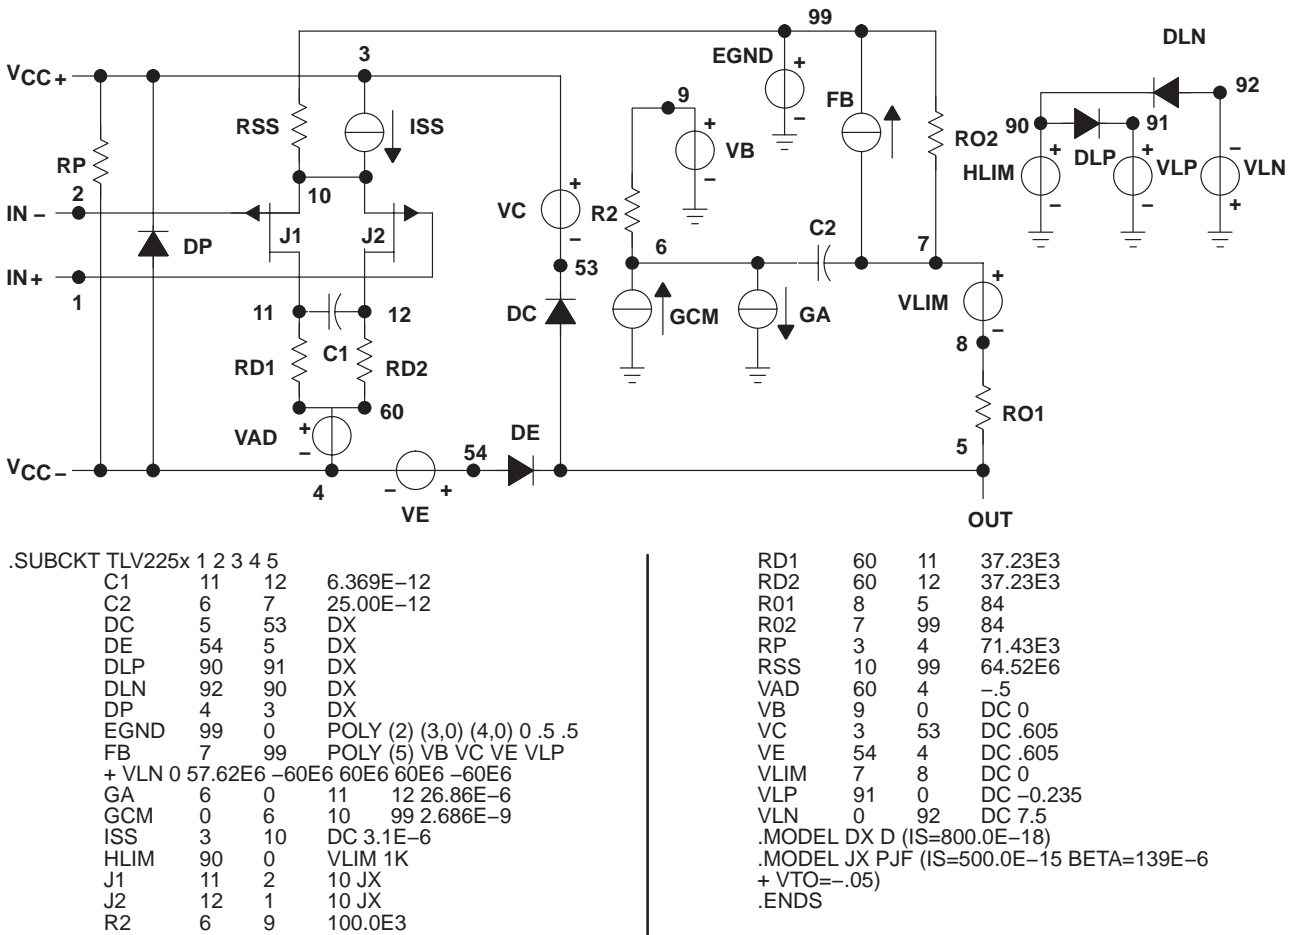 99
DLN
3
EGND
+
VCC+
92
9
FB
RSS
ISS
+
–
90
91
RO2
VB
DLP
–
RP
–
HLIM
+
+
VLP
VLN
10
2
+
VC
R2
C2
–
–
+
IN –
J1
J2
–
6
7
DP
53
IN+
+
1
VLIM
11
12
DC
GCM
GA
–
8
C1
RD1
RD2
60
RO1
VAD
+
DE
–
54
5
VCC–
4
–
+
VE
OUT
.SUBCKT TLV225x 1 2 3 4 5
C1 11 12 6.369E–12
C2 6 7 25.00E–12
DC 5 53 DX
DE 54 5 DX
DLP 90 91 DX
DLN 92 90 DX
DP 4 3 DX
EGND 99 0 POLY (2) (3,0) (4,0) 0 .5 .5
FB 7 99 POLY (5) VB VC VE VLP
+ VLN 0 57.62E6 –60E6 60E6 60E6 –60E6
GA 6 0 11 12 26.86E–6
GCM 0 6 10 99 2.686E–9
ISS 3 10 DC 3.1E–6
HLIM 90 0 VLIM 1K
J1 11 2 10 JX
J2 12 1 10 JX
R2 6 9 100.0E3
RD1 60 11 37.23E3
RD2 60 12 37.23E3
R01 8 5 84
R02 7 99 84
RP 3 4 71.43E3
RSS 10 99 64.52E6
VAD 60 4 –.5
VB 9 0 DC 0
VC 3 53 DC .605
VE 54 4 DC .605
VLIM 7 8 DC 0
VLP 91 0 DC –0.235
VLN 0 92 DC 7.5
.MODEL DX D (IS=800.0E–18)
.MODEL JX PJF (IS=500.0E–15 BETA=139E–6
+ VTO=–.05)
.ENDS